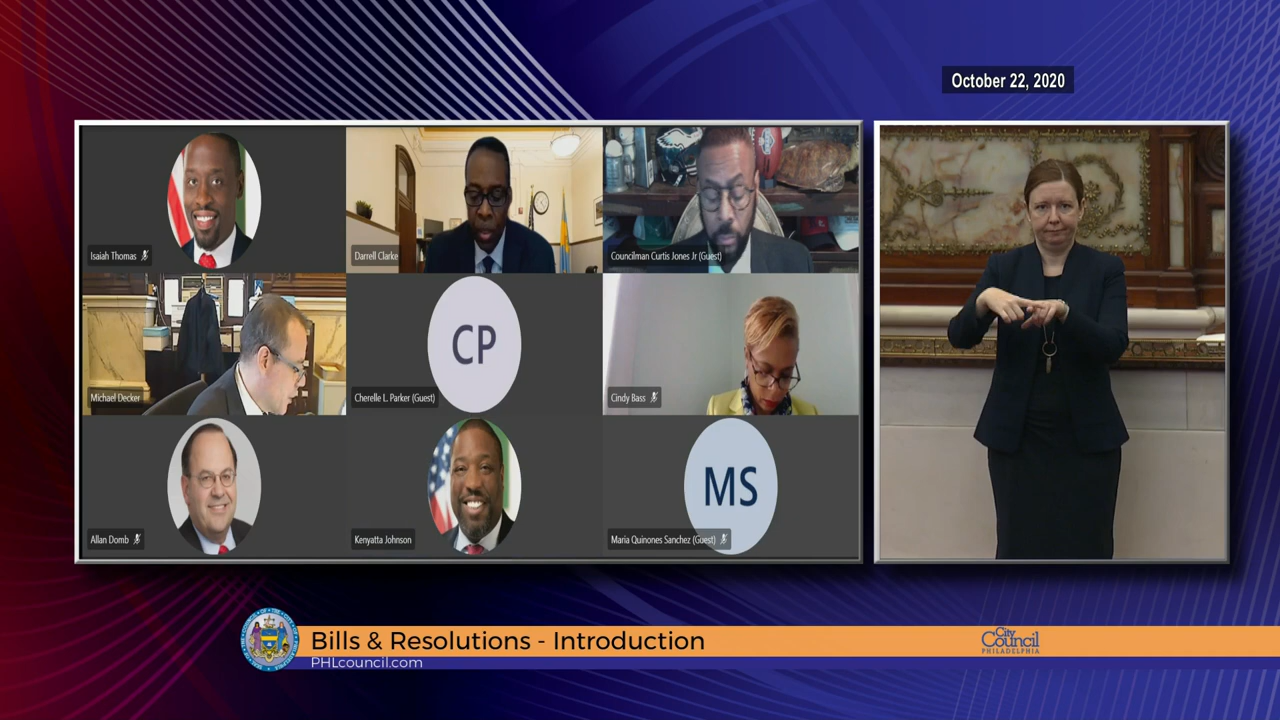 October 22, 2020
Isaiah Thomas
Darrell Clarke
Councilman Curtis Jones Jr (Guest)
Michael Decker
CP
Cherelle L. Parker (Guest)
Cindy Bass
Allan Domb
Kenyatta Johnson
MS
Maria Quinones Sanchez (Guest)
Bills & Resolutions - Introduction
PHLcouncil.com
City
Council
PHILADELPHIA